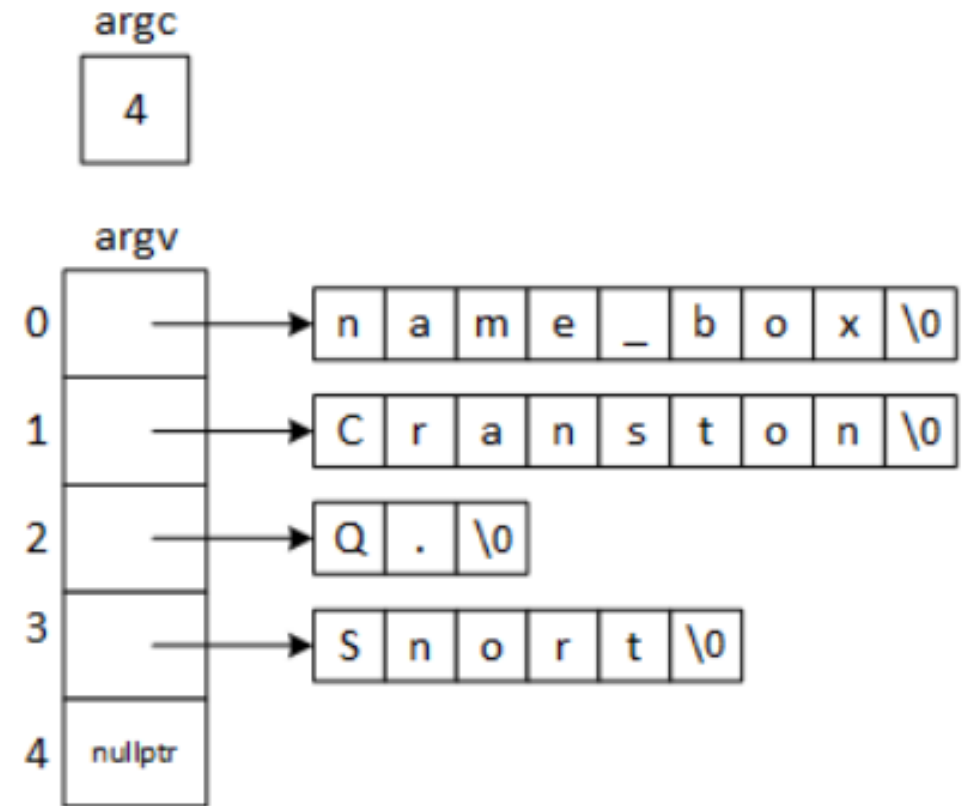 argc
4
argv
0 n a m e _ b o x \0
1 C r a n s t o n \0
2 Q . \0
3 S n o r t \0
4 nullptr